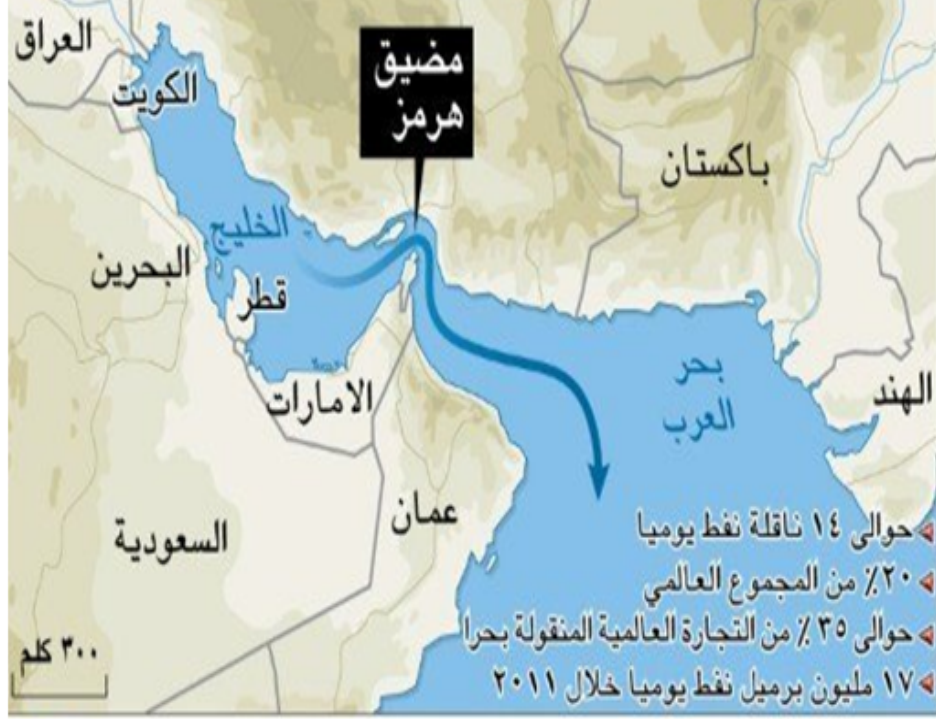 العراق
الكويت
مضيق
هرمز
باكستان
الخليج
البحرين
قطر
الامارات
بحر
العرب
الهند
عمان
السعودية
حوالى ١٤ ناقلة نفط يوميا
٢٠٪ من المجموع العالمي
حوالى ٣٥ ٪ من التجارة العالمية المنقولة بحرا
١٧ مليون برميل نفط يوميا خلال ٢٠١١
٣٠٠ كلم